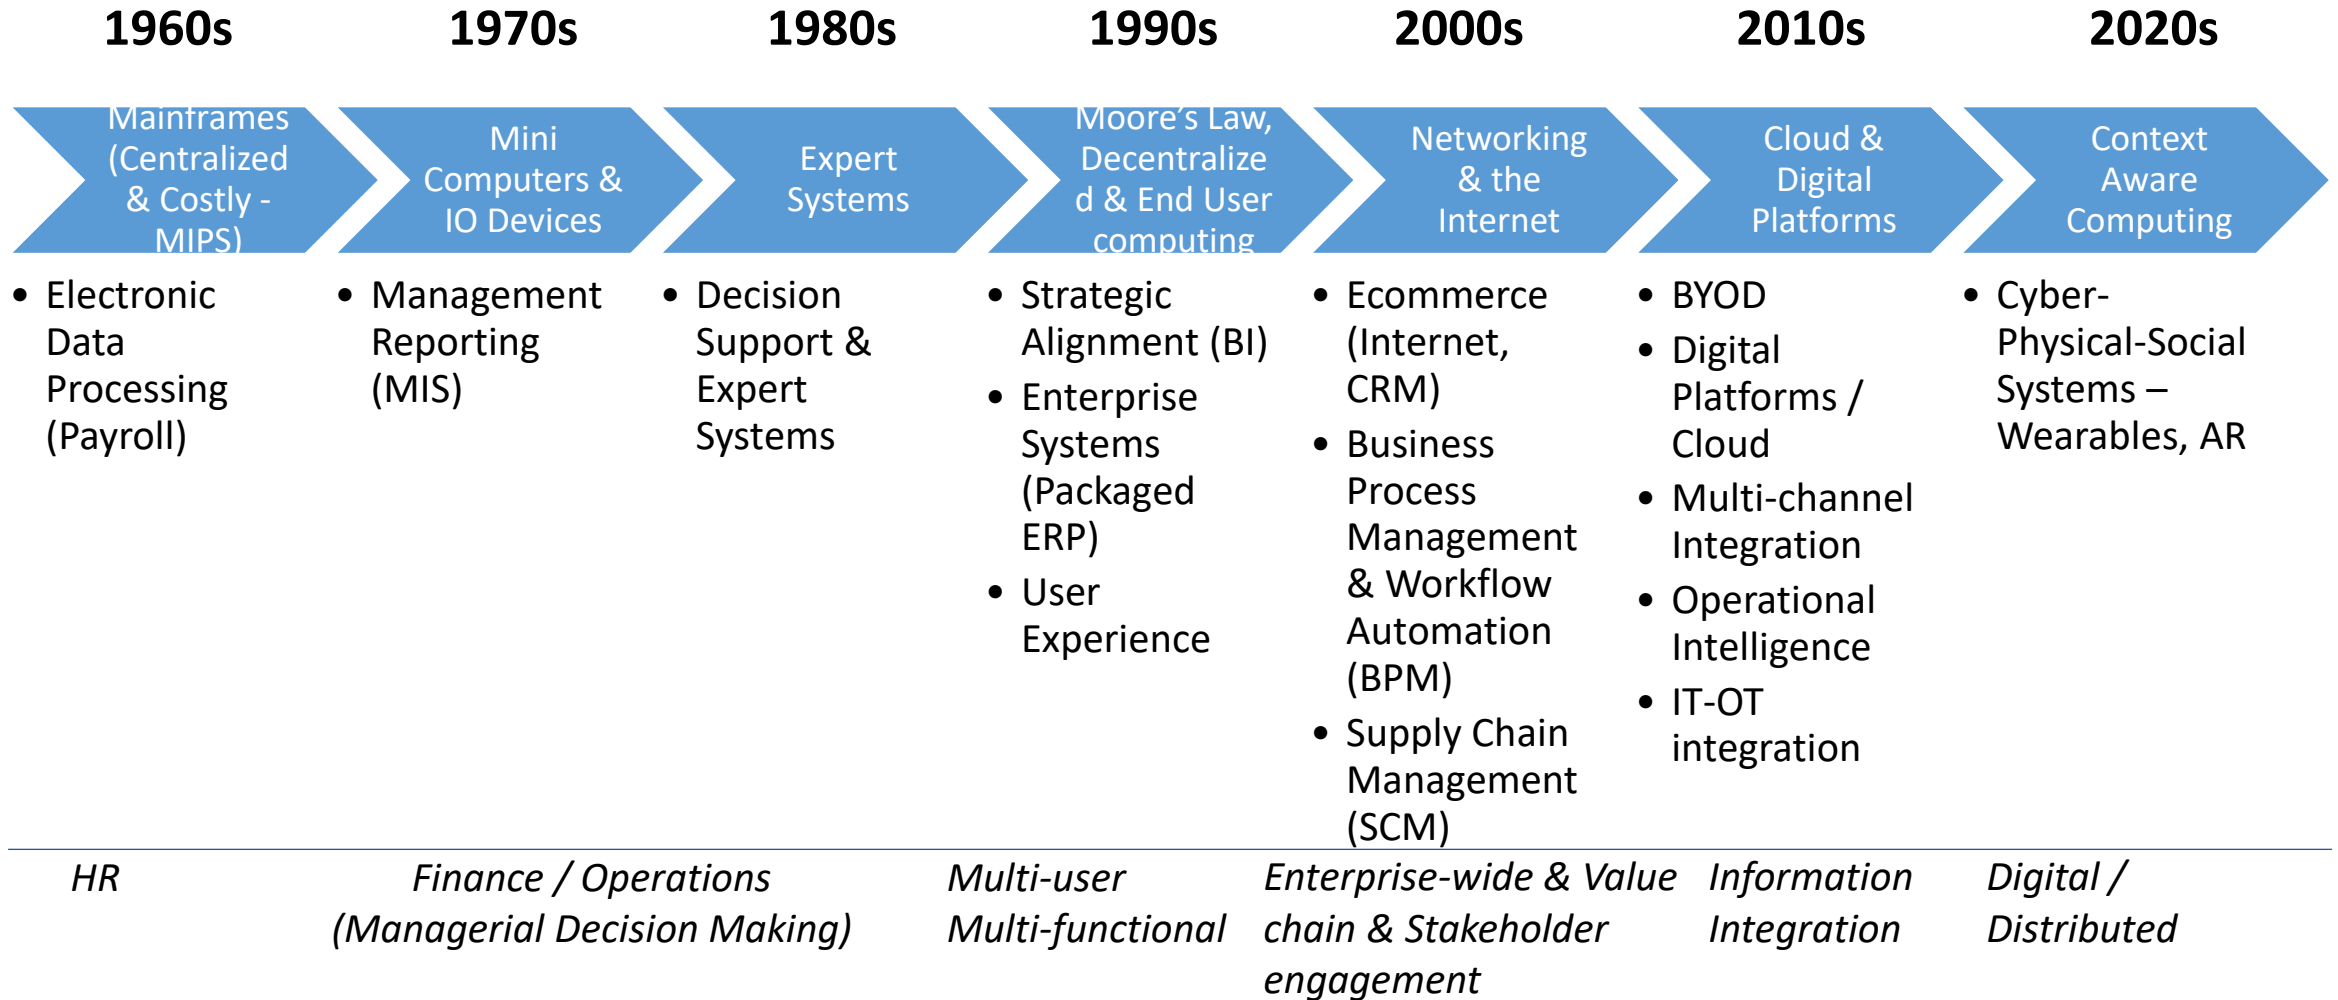 1960s
1970s
1980s
1990s
2000s
2010s
2020s
Mainframes
(Centralized
& Costly -
MIPS)
Mini
Computers &
IO Devices
Expert
Systems
Moore's Law,
Decentralize
d & End User
computing
Networking
& the
Internet
Cloud &
Digital
Platforms
Context
Aware
Computing
• Electronic
Data
Processing
(Payroll)
• Management
Reporting
(MIS)
• Decision
Support &
Expert
Systems
• Strategic
Alignment (BI)
• Enterprise
Systems
(Packaged
ERP)
• User
Experience
• Ecommerce
(Internet,
CRM)
• Business
Process
Management
& Workflow
Automation
(BPM)
• Supply Chain
Management
(SCM)
• BYOD
• Digital
Platforms /
Cloud
• Multi-channel
Integration
• Operational
Intelligence
• IT-OT
integration
• Cyber-
Physical-Social
Systems –
Wearables, AR
HR
Finance / Operations
(Managerial Decision Making)
Multi-user
Multi-functional
Enterprise-wide & Value
chain & Stakeholder
engagement
Information
Integration
Digital /
Distributed